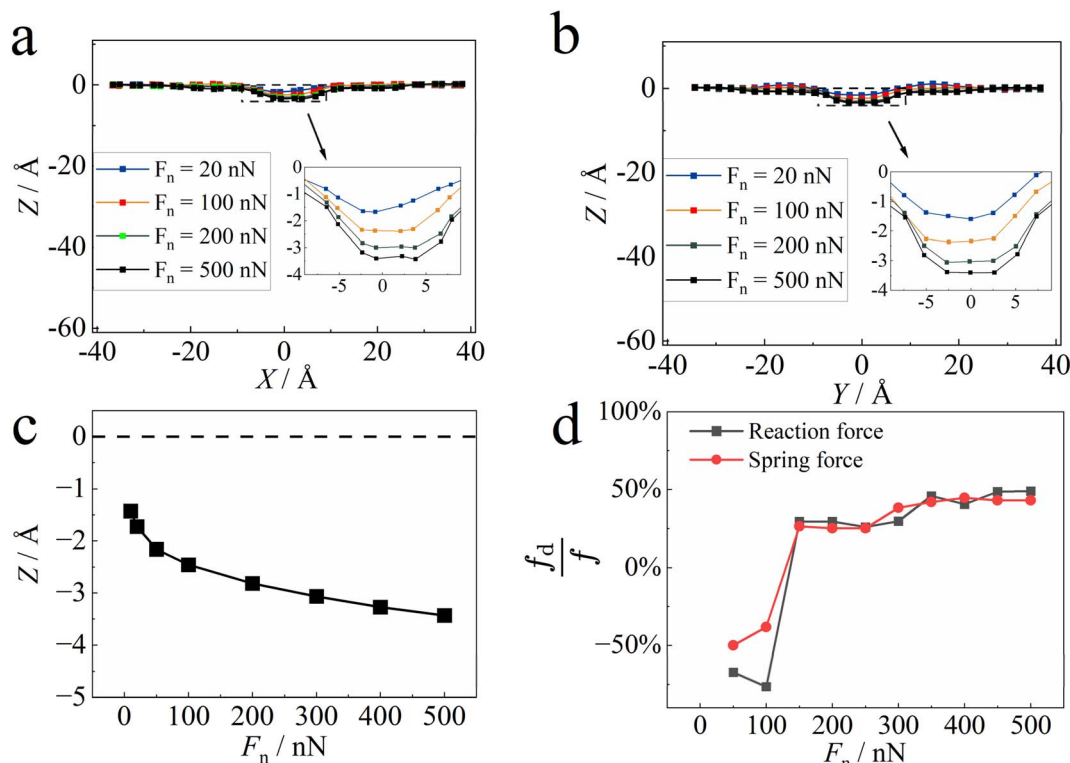 a
0
-20
-40
-60
Z / Å
F_n = 20 nN
F_n = 100 nN
F_n = 200 nN
F_n = 500 nN
0
-1
-2
-3
-4
-5 0 5
-40 -20 0 20 40
X / Å
b
0
-20
-40
-60
Z / Å
F_n = 20 nN
F_n = 100 nN
F_n = 200 nN
F_n = 500 nN
0
-1
-2
-3
-4
-5 0 5
-40 -20 0 20 40
Y / Å
c
0
−1
−2
−3
−4
−5
Z / Å
0 100 200 300 400 500
F_n / nN
d
100%
50%
0%
−50%
f_d
f
Reaction force
Spring force
0 100 200 300 400 500
F_n / nN